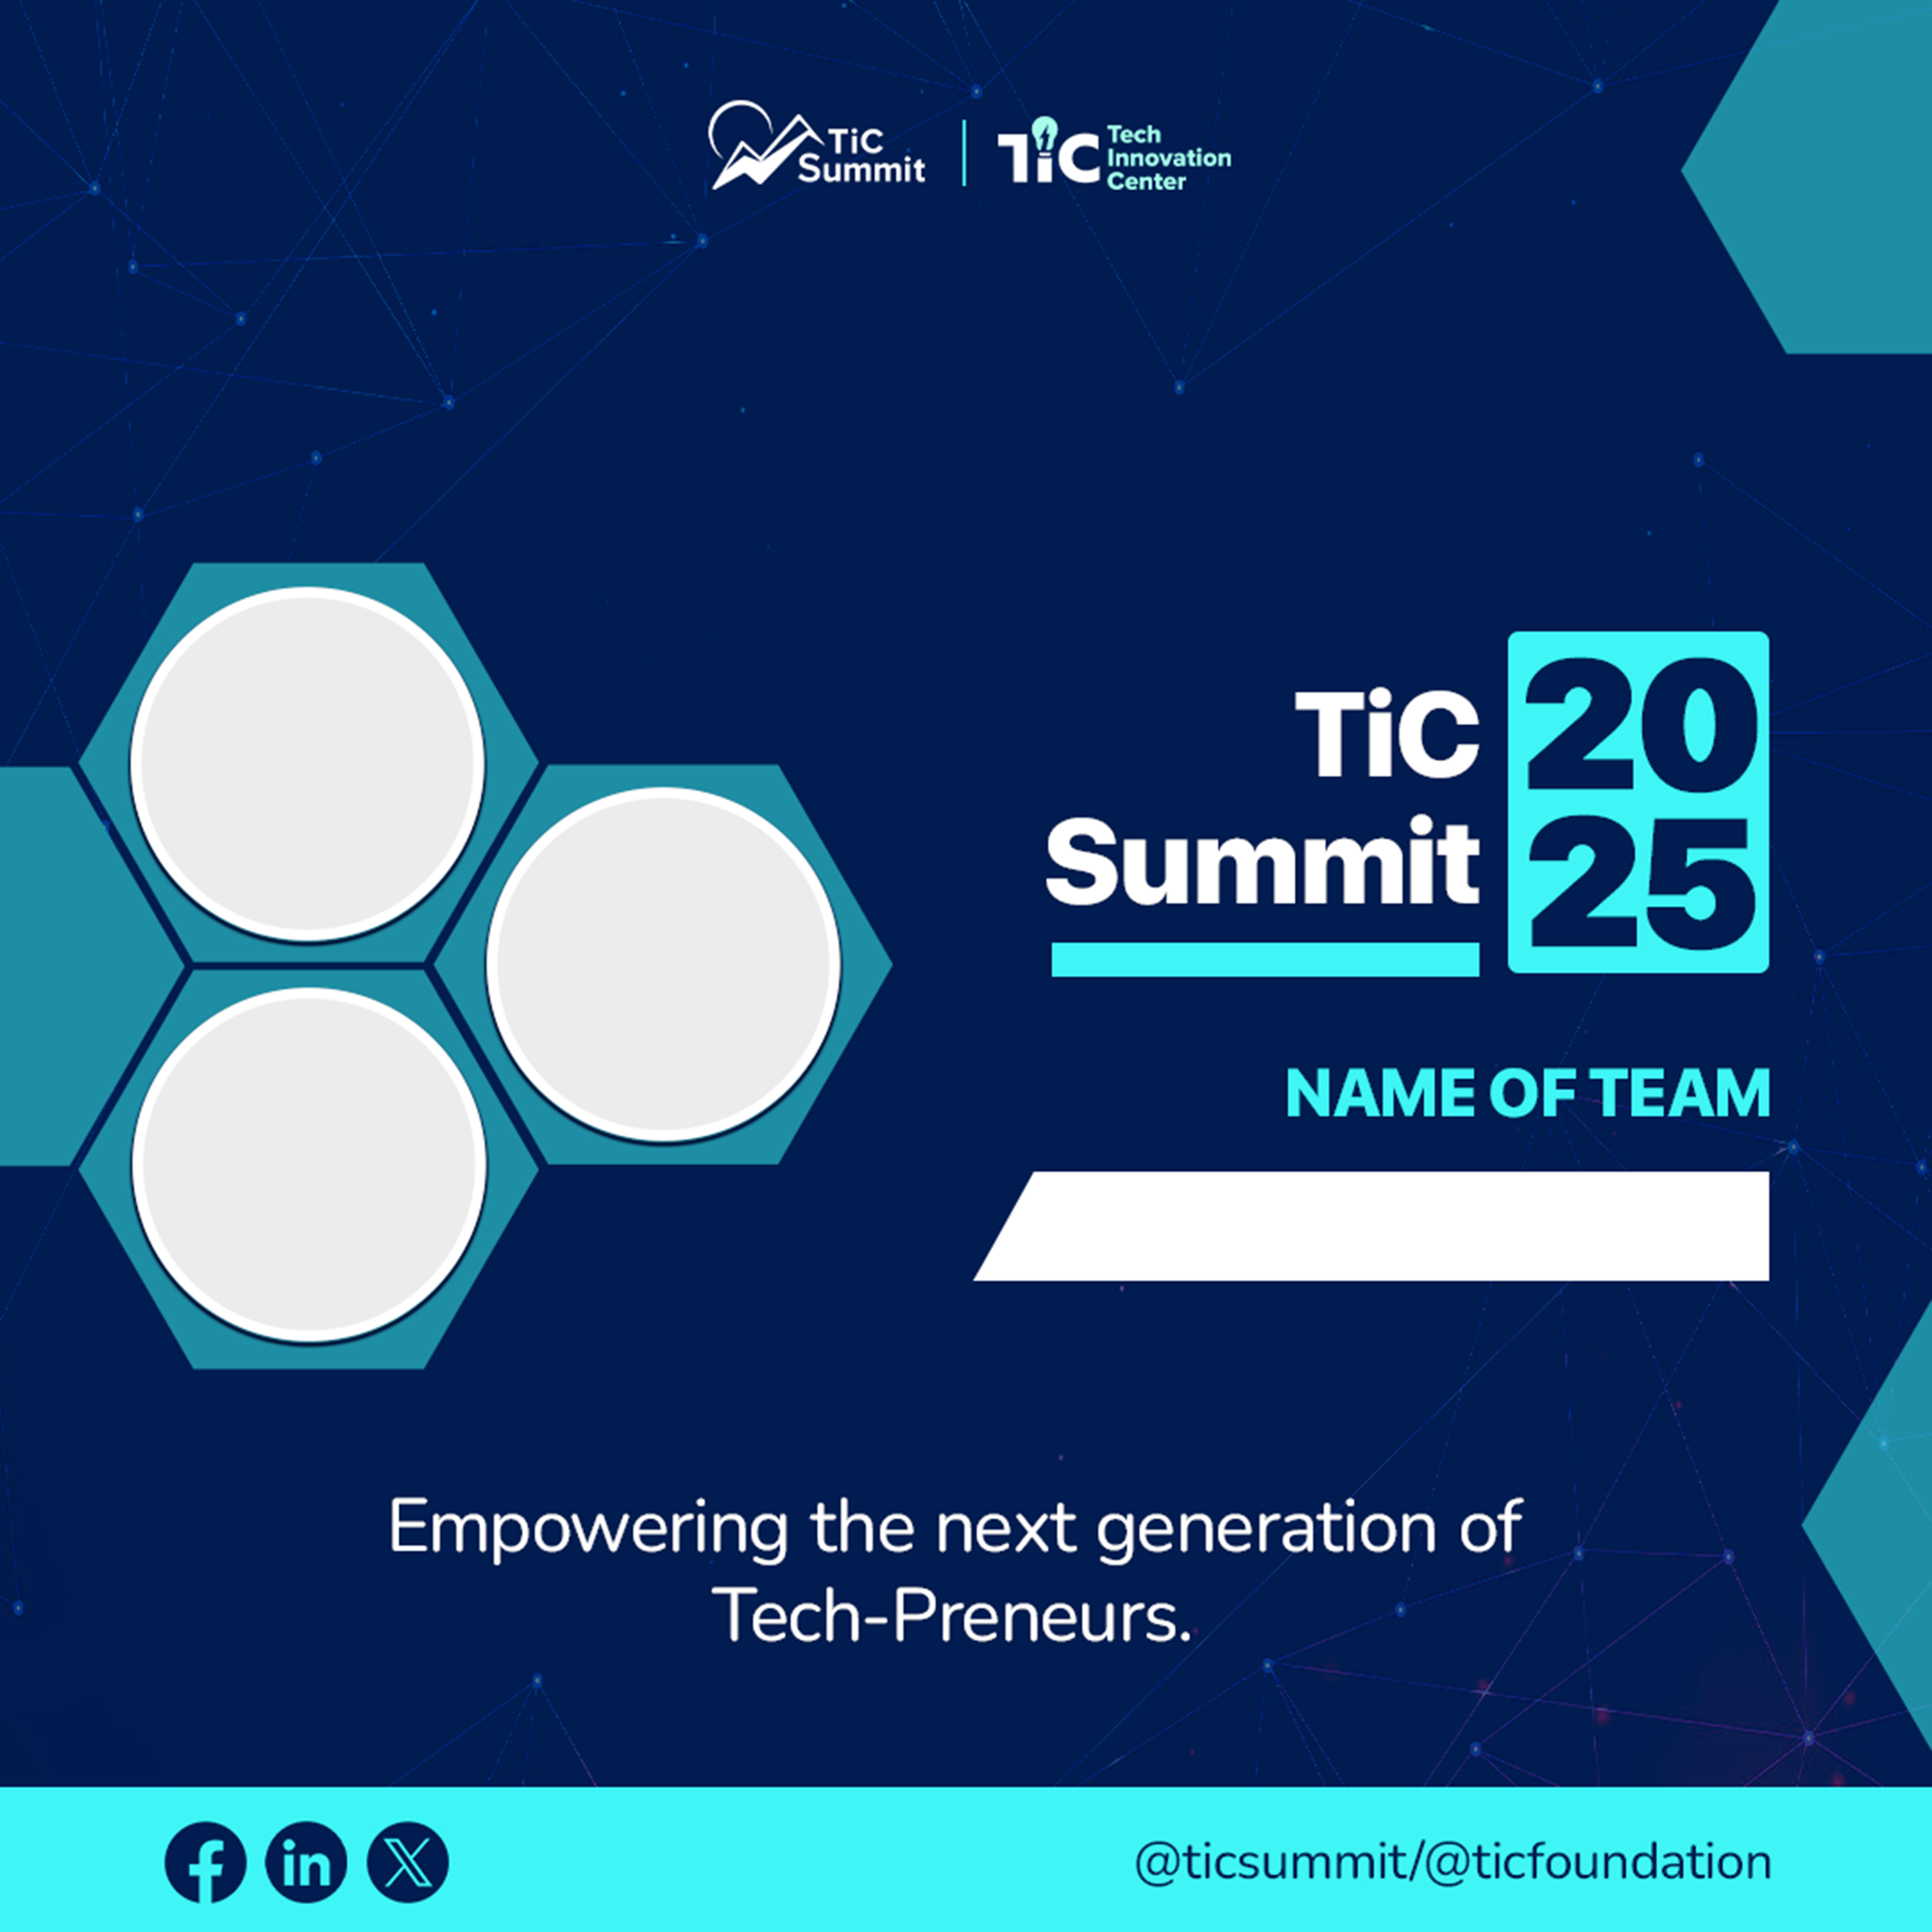 TiC
Summit
TiC
Tech
Innovation
Center
TiC
Summit
20
25
NAME OF TEAM
Empowering the next generation of
Tech-Preneurs.
@ticsummit/@ticfoundation